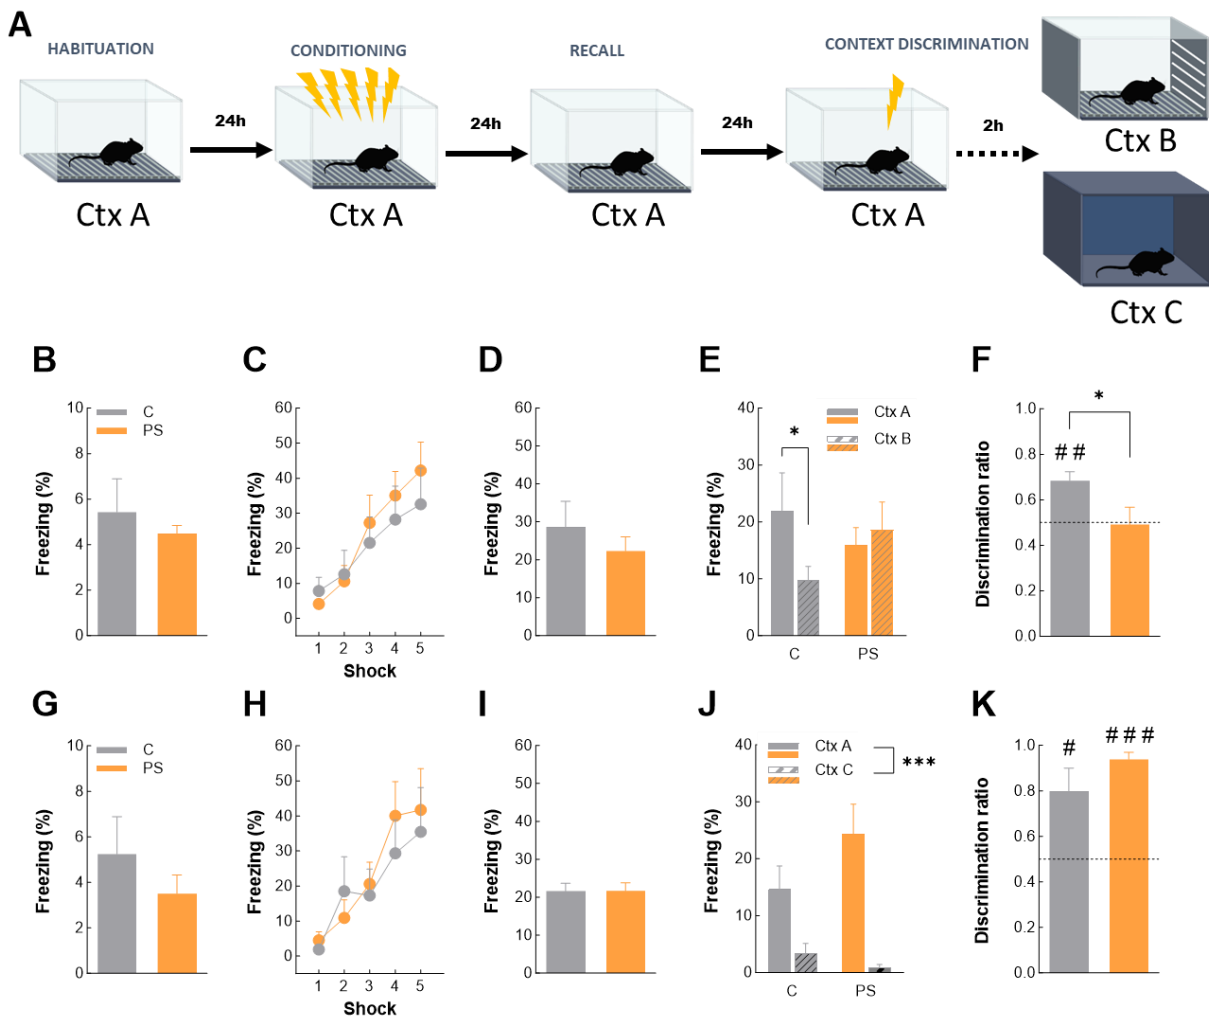 A
HABITUATION
CONDITIONING
RECALL
CONTEXT DISCRIMINATION
24h
24h
24h
2h
Ctx A
Ctx A
Ctx A
Ctx A
Ctx B
Ctx C
B
Freezing (%)
10
8
6
4
2
0
C
PS
C
Freezing (%)
60
50
40
30
20
10
0
1 2 3 4 5
Shock
D
Freezing (%)
60
50
40
30
20
10
0
E
Freezing (%)
40
30
20
10
0
Ctx A
Ctx B
*
C PS
F
Discrimination ratio
1.0
0.8
0.6
0.4
0.2
0.0
*
##
G
Freezing (%)
10
8
6
4
2
0
C
PS
H
Freezing (%)
60
50
40
30
20
10
0
1 2 3 4 5
Shock
I
Freezing (%)
60
50
40
30
20
10
0
J
Freezing (%)
40
30
20
10
0
Ctx A
Ctx C
***
C PS
K
Discrimination ratio
1.0
0.8
0.6
0.4
0.2
0.0
#
###